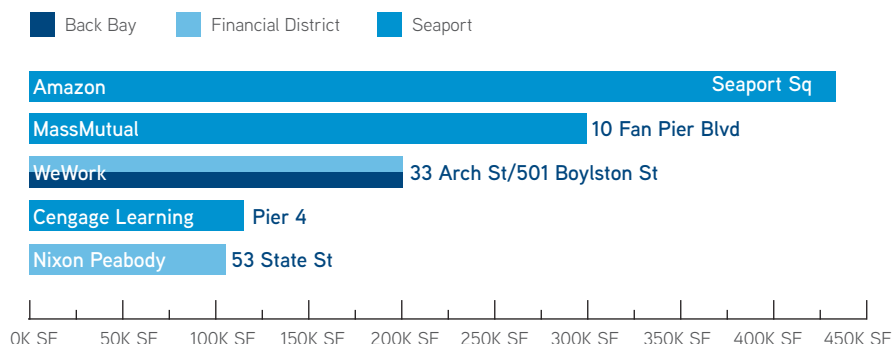 Back Bay Financial District Seaport
Amazon Seaport Sq
MassMutual 10 Fan Pier Blvd
WeWork 33 Arch St/501 Boylston St
Cengage Learning Pier 4
Nixon Peabody 53 State St
0K SF 50K SF 100K SF 150K SF 200K SF 250K SF 300K SF 350K SF 400K SF 450K SF